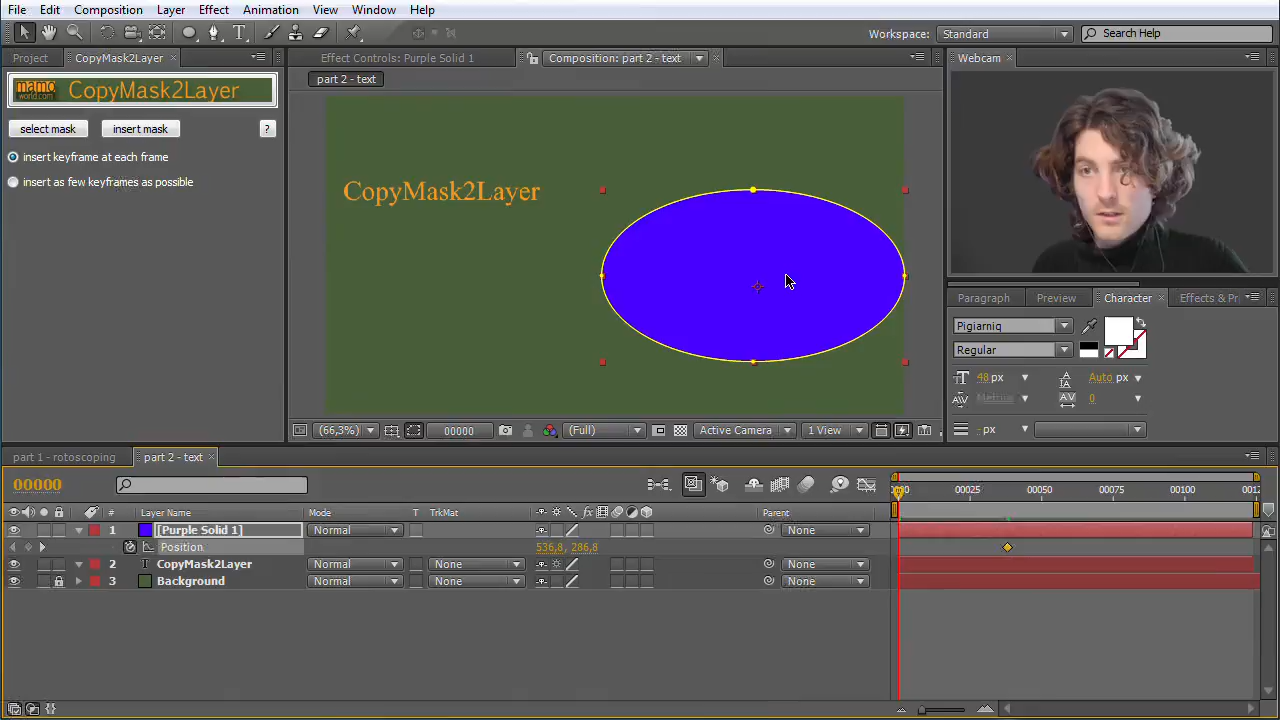 File Edit Composition Layer Effect Animation View Window Help
T Workspace: Standard Search Help
Project CopyMask2Layer Effect Controls: Purple Solid 1 Composition: part 2 - text Webcam
mamoworld.com CopyMask2Layer part 2 - text
select mask insert mask ?
insert keyframe at each frame
insert as few keyframes as possible
CopyMask2Layer
Paragraph Preview Character Effects & Pr
Pigiarniq
Regular
48 px Auto px
Metrics 0
- px
(66,3%) 00000 (Full) Active Camera 1 View
part 1 - rotoscoping part 2 - text
00000 00025 00050 00075 00100
# Layer Name Mode T TrkMat Parent
1 [Purple Solid 1] Normal None
Position 536,8, 286,8
2 T CopyMask2Layer Normal None None
3 Background Normal None None